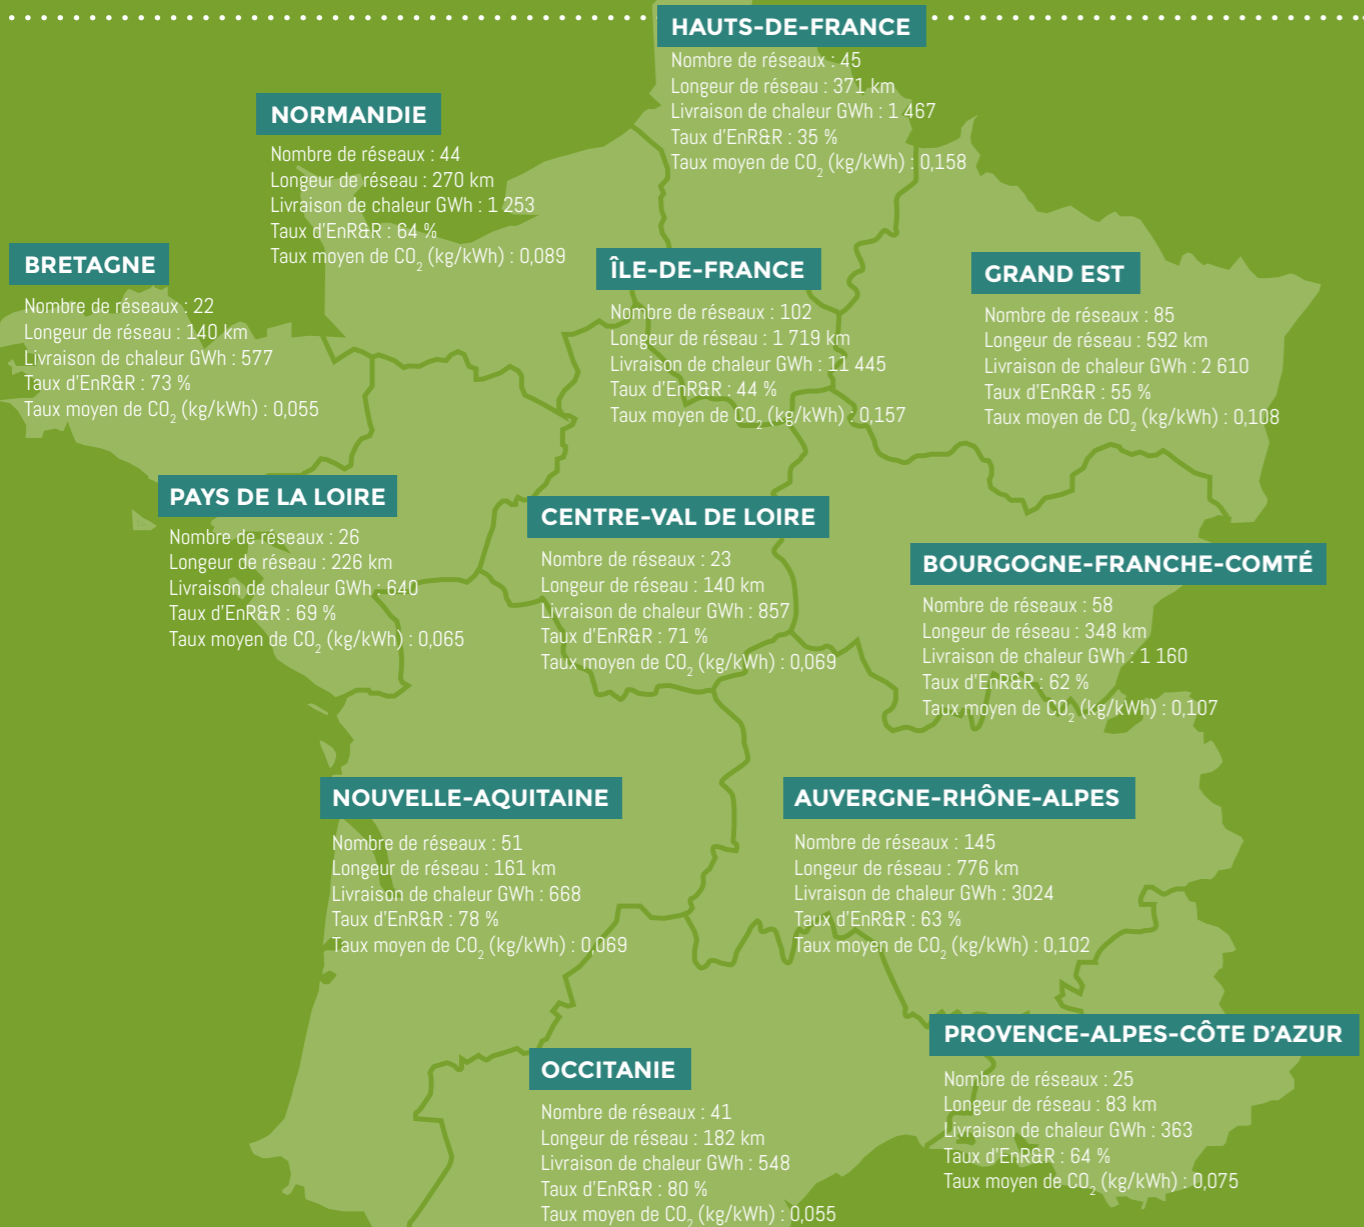 HAUTS-DE-FRANCE
Nombre de réseaux : 45
Longeur de réseau : 371 km
Livraison de chaleur GWh : 1 467
Taux d'EnR&R : 35 %
Taux moyen de CO₂ (kg/kWh) : 0,158
NORMANDIE
Nombre de réseaux : 44
Longeur de réseau : 270 km
Livraison de chaleur GWh : 1 253
Taux d'EnR&R : 64 %
Taux moyen de CO₂ (kg/kWh) : 0,089
BRETAGNE
Nombre de réseaux : 22
Longeur de réseau : 140 km
Livraison de chaleur GWh : 577
Taux d'EnR&R : 73 %
Taux moyen de CO₂ (kg/kWh) : 0,055
ÎLE-DE-FRANCE
Nombre de réseaux : 102
Longeur de réseau : 1 719 km
Livraison de chaleur GWh : 11 445
Taux d'EnR&R : 44 %
Taux moyen de CO₂ (kg/kWh) : 0,157
GRAND EST
Nombre de réseaux : 85
Longeur de réseau : 592 km
Livraison de chaleur GWh : 2 610
Taux d'EnR&R : 55 %
Taux moyen de CO₂ (kg/kWh) : 0,108
PAYS DE LA LOIRE
Nombre de réseaux : 26
Longeur de réseau : 226 km
Livraison de chaleur GWh : 640
Taux d'EnR&R : 69 %
Taux moyen de CO₂ (kg/kWh) : 0,065
CENTRE-VAL DE LOIRE
Nombre de réseaux : 23
Longeur de réseau : 140 km
Livraison de chaleur GWh : 857
Taux d'EnR&R : 71 %
Taux moyen de CO₂ (kg/kWh) : 0,069
BOURGOGNE-FRANCHE-COMTÉ
Nombre de réseaux : 58
Longeur de réseau : 348 km
Livraison de chaleur GWh : 1 160
Taux d'EnR&R : 62 %
Taux moyen de CO₂ (kg/kWh) : 0,107
NOUVELLE-AQUITAINE
Nombre de réseaux : 51
Longeur de réseau : 161 km
Livraison de chaleur GWh : 668
Taux d'EnR&R : 78 %
Taux moyen de CO₂ (kg/kWh) : 0,069
AUVERGNE-RHÔNE-ALPES
Nombre de réseaux : 145
Longeur de réseau : 776 km
Livraison de chaleur GWh : 3024
Taux d'EnR&R : 63 %
Taux moyen de CO₂ (kg/kWh) : 0,102
OCCITANIE
Nombre de réseaux : 41
Longeur de réseau : 182 km
Livraison de chaleur GWh : 548
Taux d'EnR&R : 80 %
Taux moyen de CO₂ (kg/kWh) : 0,055
PROVENCE-ALPES-CÔTE D'AZUR
Nombre de réseaux : 25
Longeur de réseau : 83 km
Livraison de chaleur GWh : 363
Taux d'EnR&R : 64 %
Taux moyen de CO₂ (kg/kWh) : 0,075